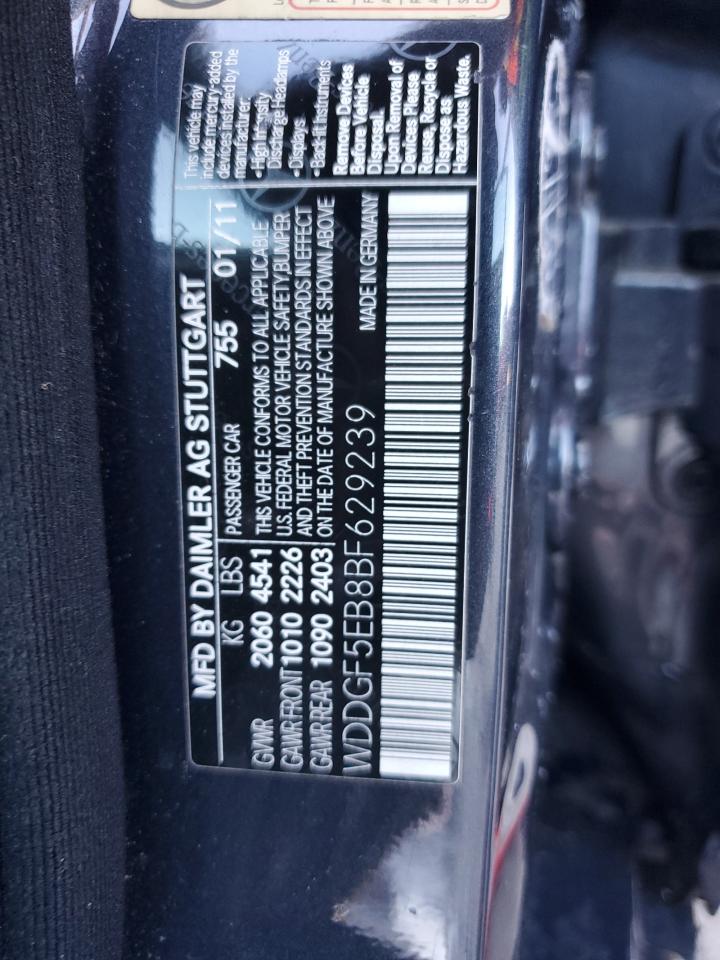 MFD BY DAIMLER AG STUTTGART
KG LBS PASSENGER CAR 755 01/11
GVWR 2060 4541
GAWR FRONT 1010 2226
GAWR REAR 1090 2403
THIS VEHICLE CONFORMS TO ALL APPLICABLE
U.S. FEDERAL MOTOR VEHICLE SAFETY, BUMPER
AND THEFT PREVENTION STANDARDS IN EFFECT
ON THE DATE OF MANUFACTURE SHOWN ABOVE
WDDGF5EB8BF629239 MADE IN GERMANY
This vehicle may
include mercury-added
devices installed by the
manufacturer:
• High Intensity
Discharge Headlamps
• Displays
• Back lit instruments
Remove Devices
Before Vehicle
Disposal.
Upon Removal of
Devices Please
Reuse, Recycle or
Dispose as
Hazardous Waste.